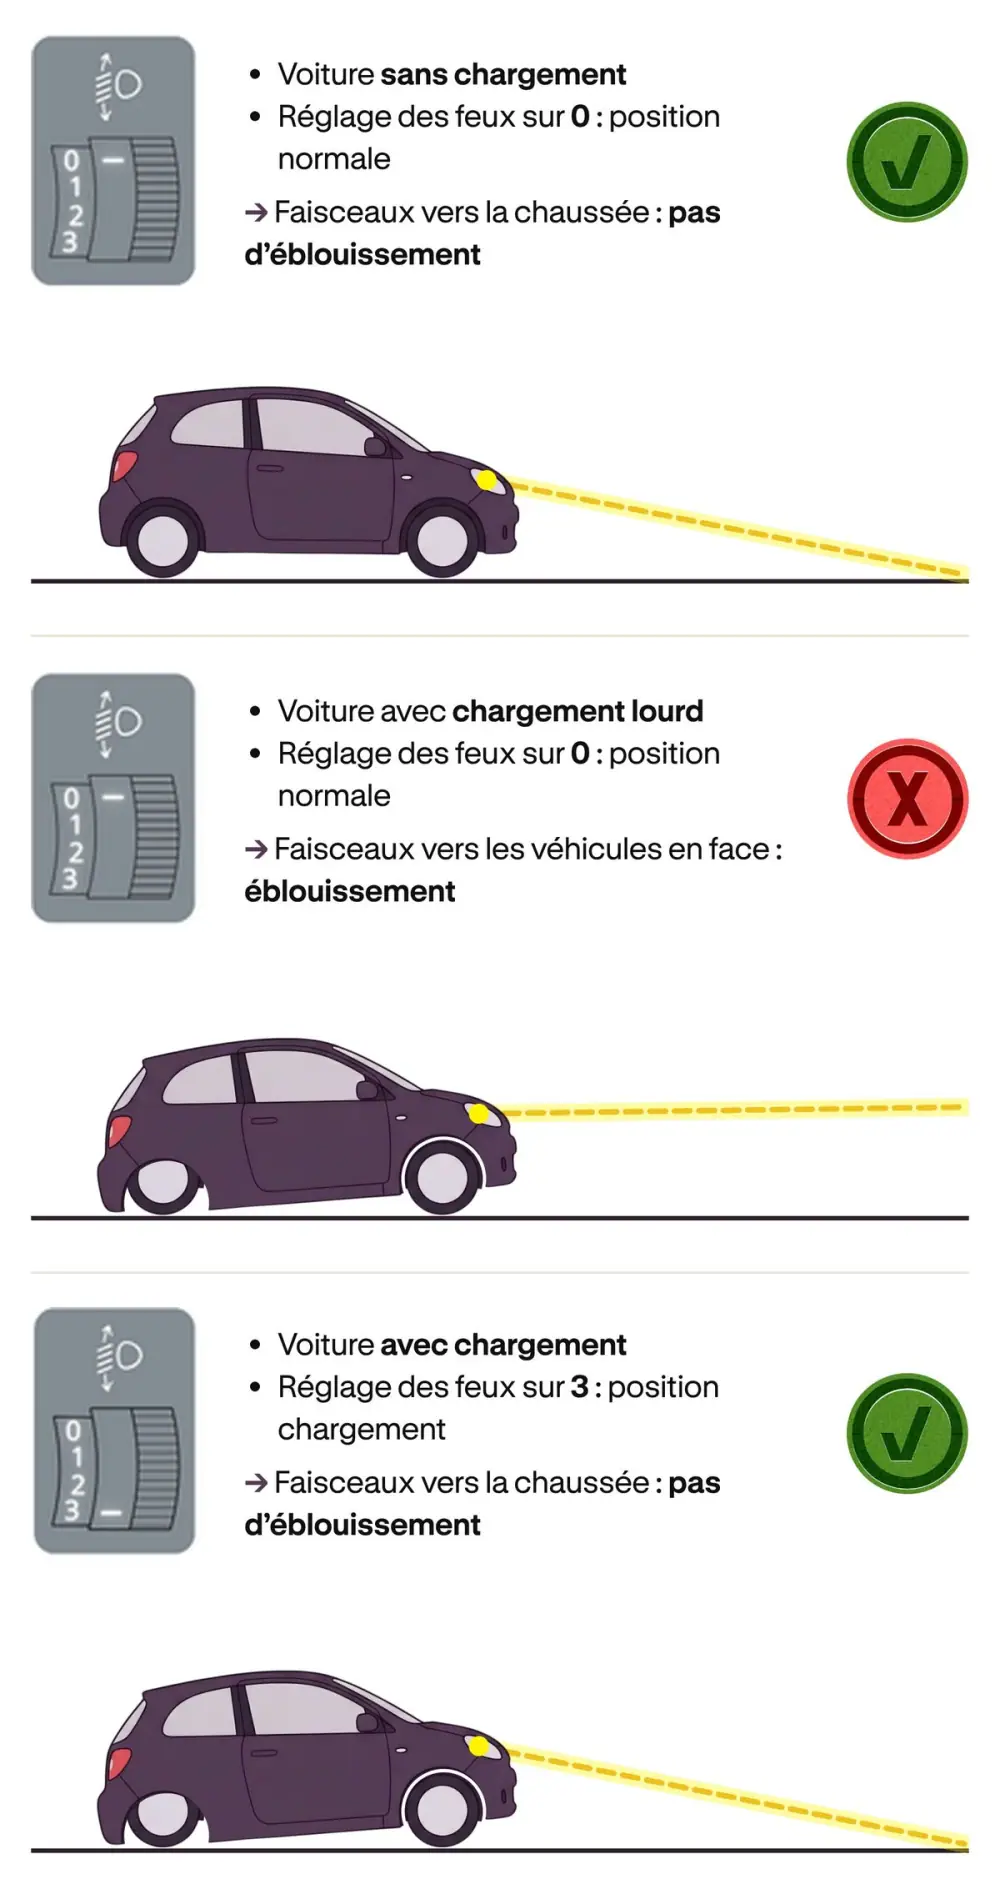 0
1
2
3
• Voiture sans chargement
• Réglage des feux sur 0 : position
normale
→ Faisceaux vers la chaussée : pas
d’éblouissement
0
1
2
3
• Voiture avec chargement lourd
• Réglage des feux sur 0 : position
normale
→ Faisceaux vers les véhicules en face :
éblouissement
0
1
2
3
• Voiture avec chargement
• Réglage des feux sur 3 : position
chargement
→ Faisceaux vers la chaussée : pas
d’éblouissement